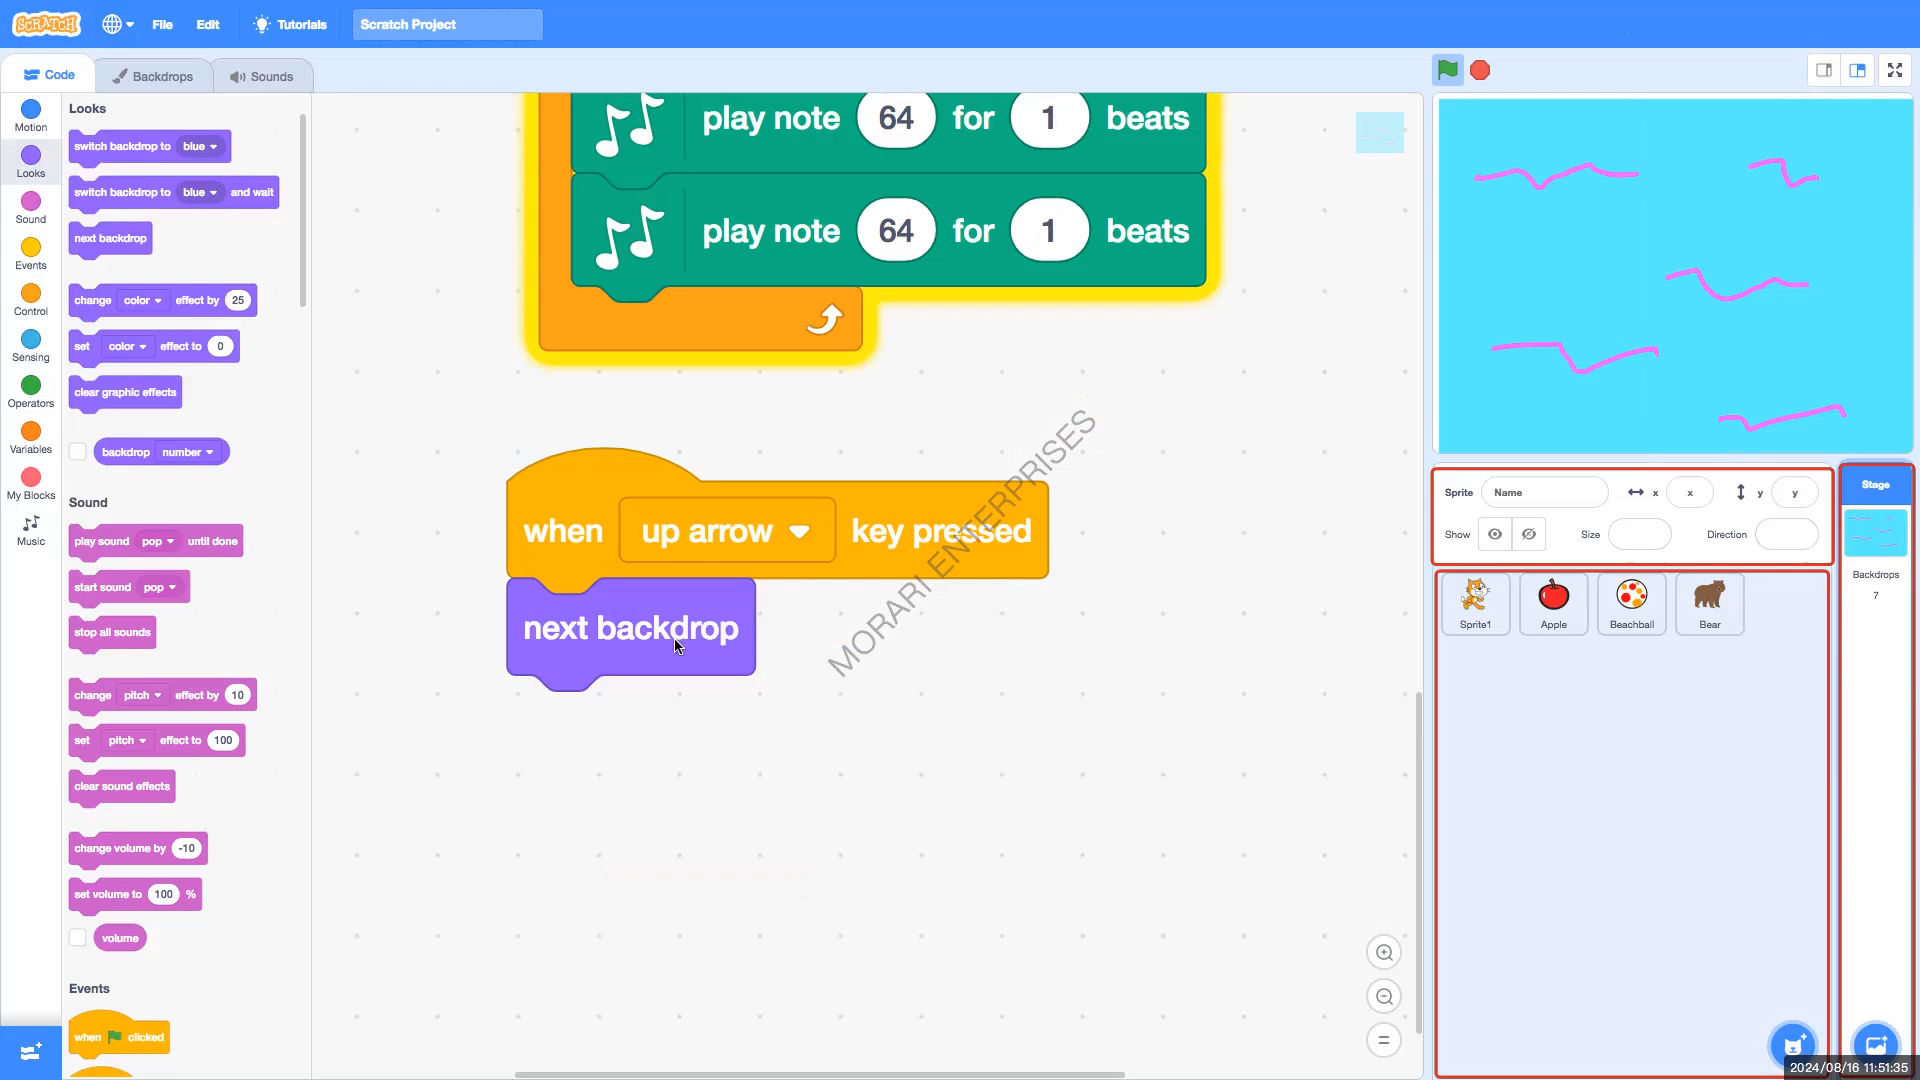 SCRATCH
File
Edit
Tutorials
Scratch Project
Code
Backdrops
Sounds
Motion
Looks
Sound
Events
Control
Sensing
Operators
Variables
My Blocks
Music
Looks
switch backdrop to blue
switch backdrop to blue and wait
next backdrop
change color effect by 25
set color effect to 0
clear graphic effects
backdrop number
Sound
play sound pop until done
start sound pop
stop all sounds
change pitch effect by 10
set pitch effect to 100
clear sound effects
change volume by -10
set volume to 100 %
volume
Events
when clicked
play note 64 for 1 beats
play note 64 for 1 beats
when up arrow key pressed
next backdrop
MORARI ENTERPRISES
Sprite Name x x y y
Show Size Direction
Sprite1
Apple
Beachball
Bear
Stage
Backdrops
7
2024/08/16 11:51:35